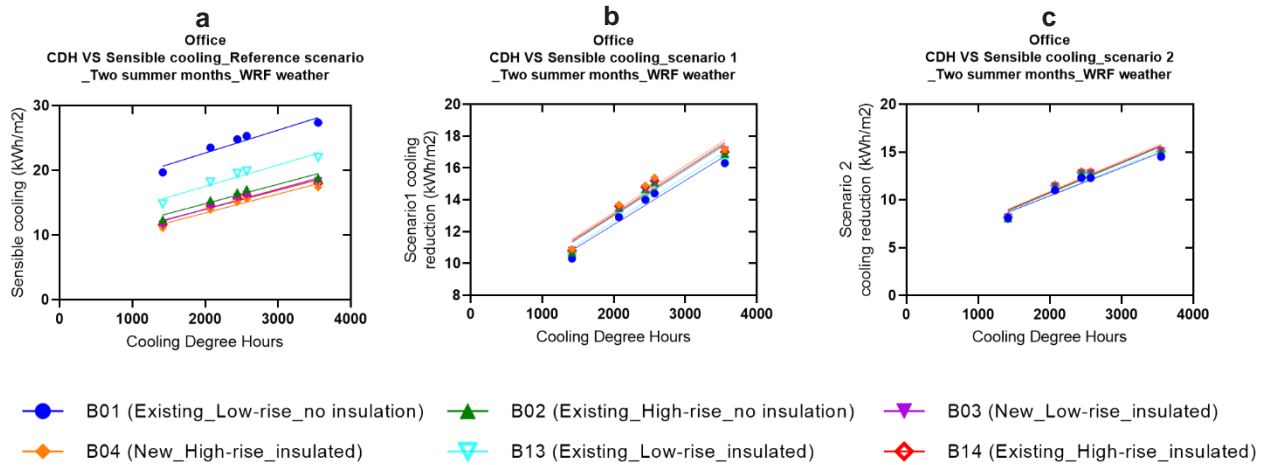 a
Office
CDH VS Sensible cooling_Reference scenario
_Two summer months_WRF weather
Sensible cooling (kWh/m2)
30
20
10
0
0 1000 2000 3000 4000
Cooling Degree Hours
b
Office
CDH VS Sensible cooling_scenario 1
_Two summer months_WRF weather
Scenario1 cooling
reduction (kWh/m2)
20
18
16
14
12
10
8
0 1000 2000 3000 4000
Cooling Degree Hours
c
Office
CDH VS Sensible cooling_scenario 2
_Two summer months_WRF weather
Scenario 2
cooling reduction (kWh/m2)
20
15
10
5
0
0 1000 2000 3000 4000
Cooling Degree Hours
B01 (Existing_Low-rise_no insulation)
B02 (Existing_High-rise_no insulation)
B03 (New_Low-rise_insulated)
B04 (New_High-rise_insulated)
B13 (Existing_Low-rise_insulated)
B14 (Existing_High-rise_insulated)